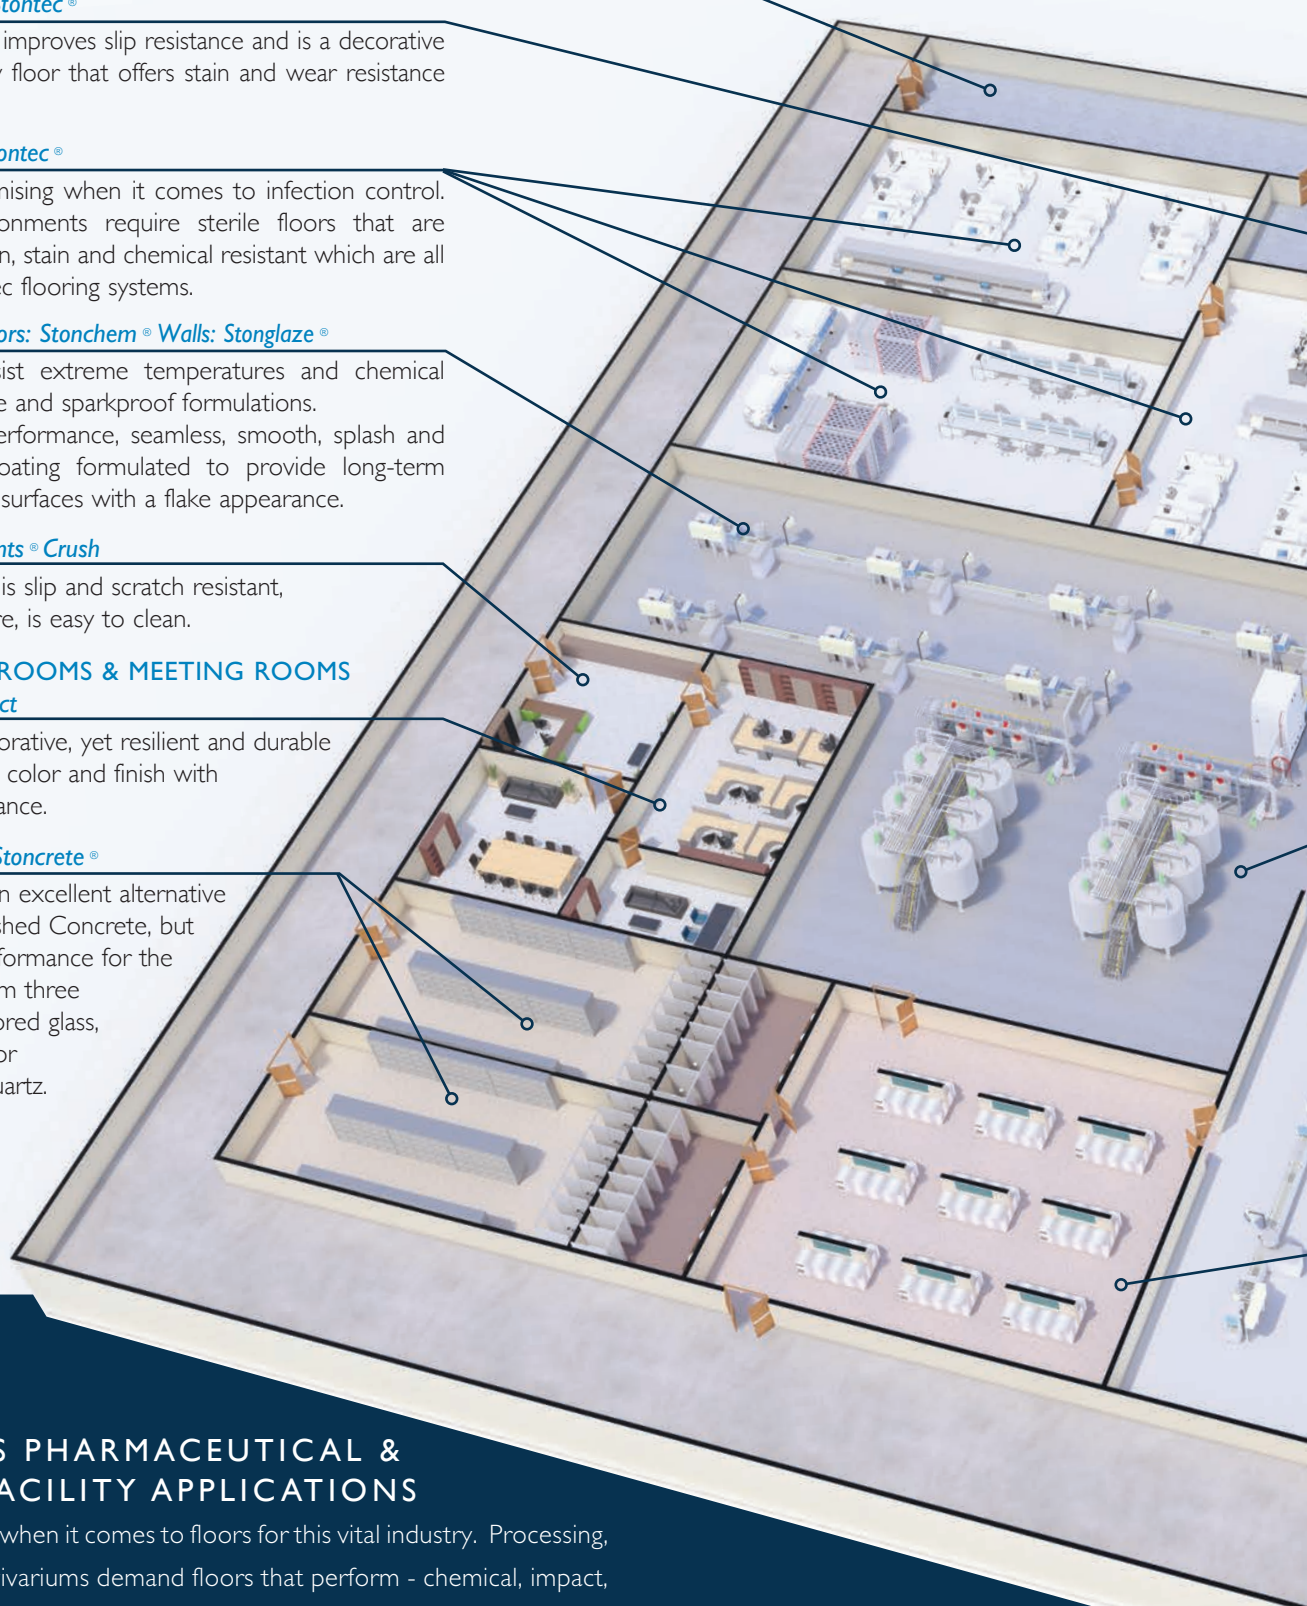 Stontec ®
improves slip resistance and is a decorative
floor that offers stain and wear resistance
ontec ®
nising when it comes to infection control.
onments require sterile floors that are
n, stain and chemical resistant which are all
ec flooring systems.
ors: Stonchem ® Walls: Stonglaze ®
sist extreme temperatures and chemical
e and sparkproof formulations.
erformance, seamless, smooth, splash and
oating formulated to provide long-term
surfaces with a flake appearance.
nts ® Crush
is slip and scratch resistant,
re, is easy to clean.
ROOMS & MEETING ROOMS
ct
orative, yet resilient and durable
color and finish with
ance.
Stoncrete ®
n excellent alternative
shed Concrete, but
formance for the
m three
ored glass,
or
uartz.
S PHARMACEUTICAL &
ACILITY APPLICATIONS
when it comes to floors for this vital industry. Processing,
ivariums demand floors that perform - chemical, impact,